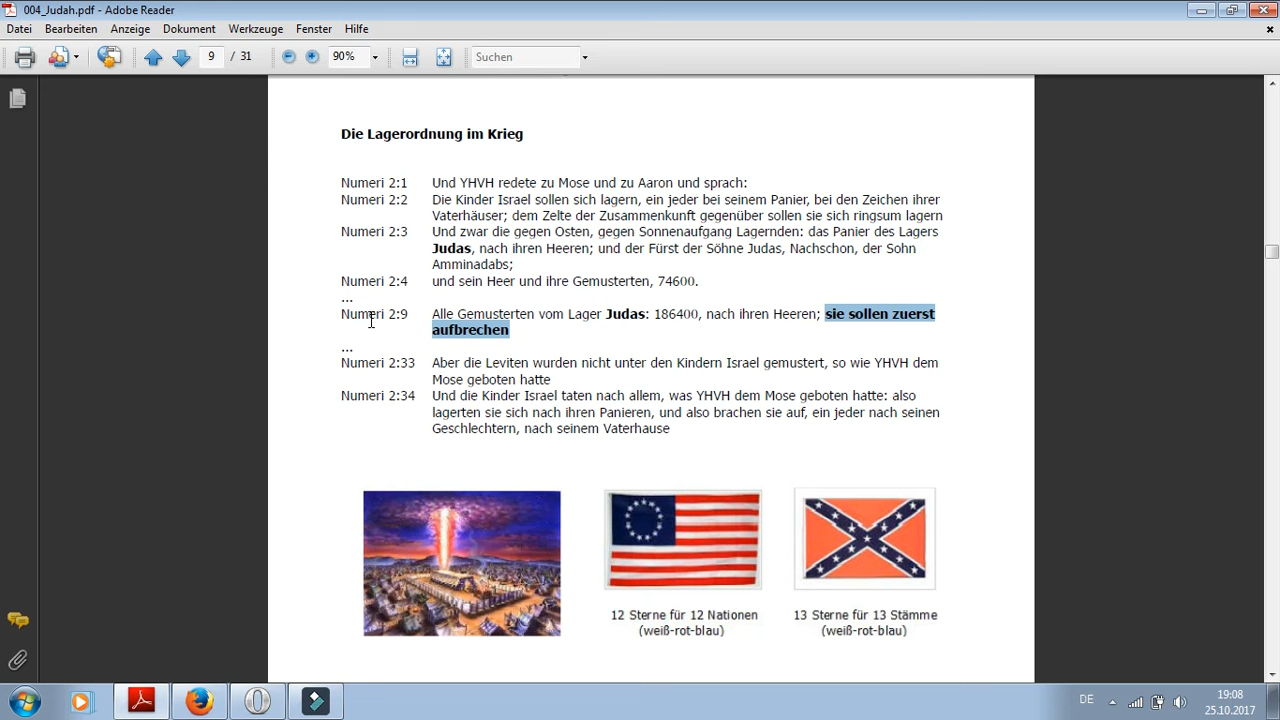 004_Judah.pdf - Adobe Reader
Datei Bearbeiten Anzeige Dokument Werkzeuge Fenster Hilfe
9 / 31 90% Suchen
Die Lagerordnung im Krieg
Numeri 2:1 Und YHVH redete zu Mose und zu Aaron und sprach:
Numeri 2:2 Die Kinder Israel sollen sich lagern, ein jeder bei seinem Panier, bei den Zeichen ihrer
Vaterhäuser; dem Zelte der Zusammenkunft gegenüber sollen sie sich ringsum lagern
Numeri 2:3 Und zwar die gegen Osten, gegen Sonnenaufgang Lagernden: das Panier des Lagers
Judas, nach ihren Heeren; und der Fürst der Söhne Judas, Nachschon, der Sohn
Amminadabs;
Numeri 2:4 und sein Heer und ihre Gemusterten, 74600.
...
Numeri 2:9 Alle Gemusterten vom Lager Judas: 186400, nach ihren Heeren; sie sollen zuerst
aufbrechen
...
Numeri 2:33 Aber die Leviten wurden nicht unter den Kindern Israel gemustert, so wie YHVH dem
Mose geboten hatte
Numeri 2:34 Und die Kinder Israel taten nach allem, was YHVH dem Mose geboten hatte: also
lagerten sie sich nach ihren Panieren, und also brachen sie auf, ein jeder nach seinen
Geschlechtern, nach seinem Vaterhause
12 Sterne für 12 Nationen
(weiß-rot-blau)
13 Sterne für 13 Stämme
(weiß-rot-blau)
DE
19:08
25.10.2017